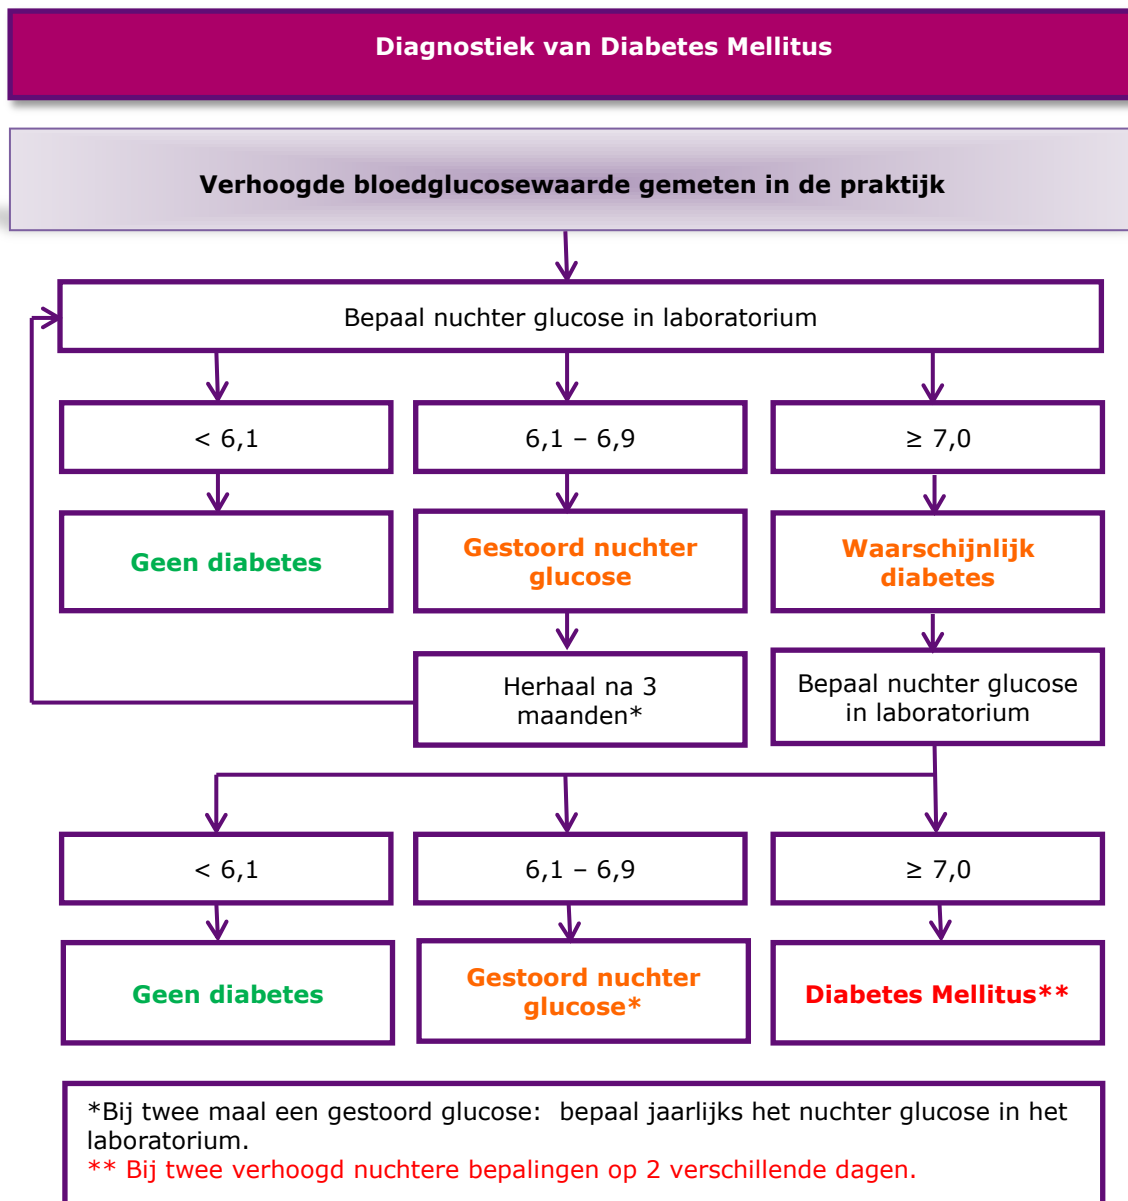 Diagnostiek van Diabetes Mellitus
Verhoogde bloedglucosewaarde gemeten in de praktijk
Bepaal nuchter glucose in laboratorium
< 6,1
6,1 – 6,9
≥ 7,0
Geen diabetes
Gestoord nuchter
glucose
Waarschijnlijk
diabetes
Herhaal na 3
maanden*
Bepaal nuchter glucose
in laboratorium
< 6,1
6,1 – 6,9
≥ 7,0
Geen diabetes
Gestoord nuchter
glucose*
Diabetes Mellitus**
*Bij twee maal een gestoord glucose:  bepaal jaarlijks het nuchter glucose in het
laboratorium.
** Bij twee verhoogd nuchtere bepalingen op 2 verschillende dagen.